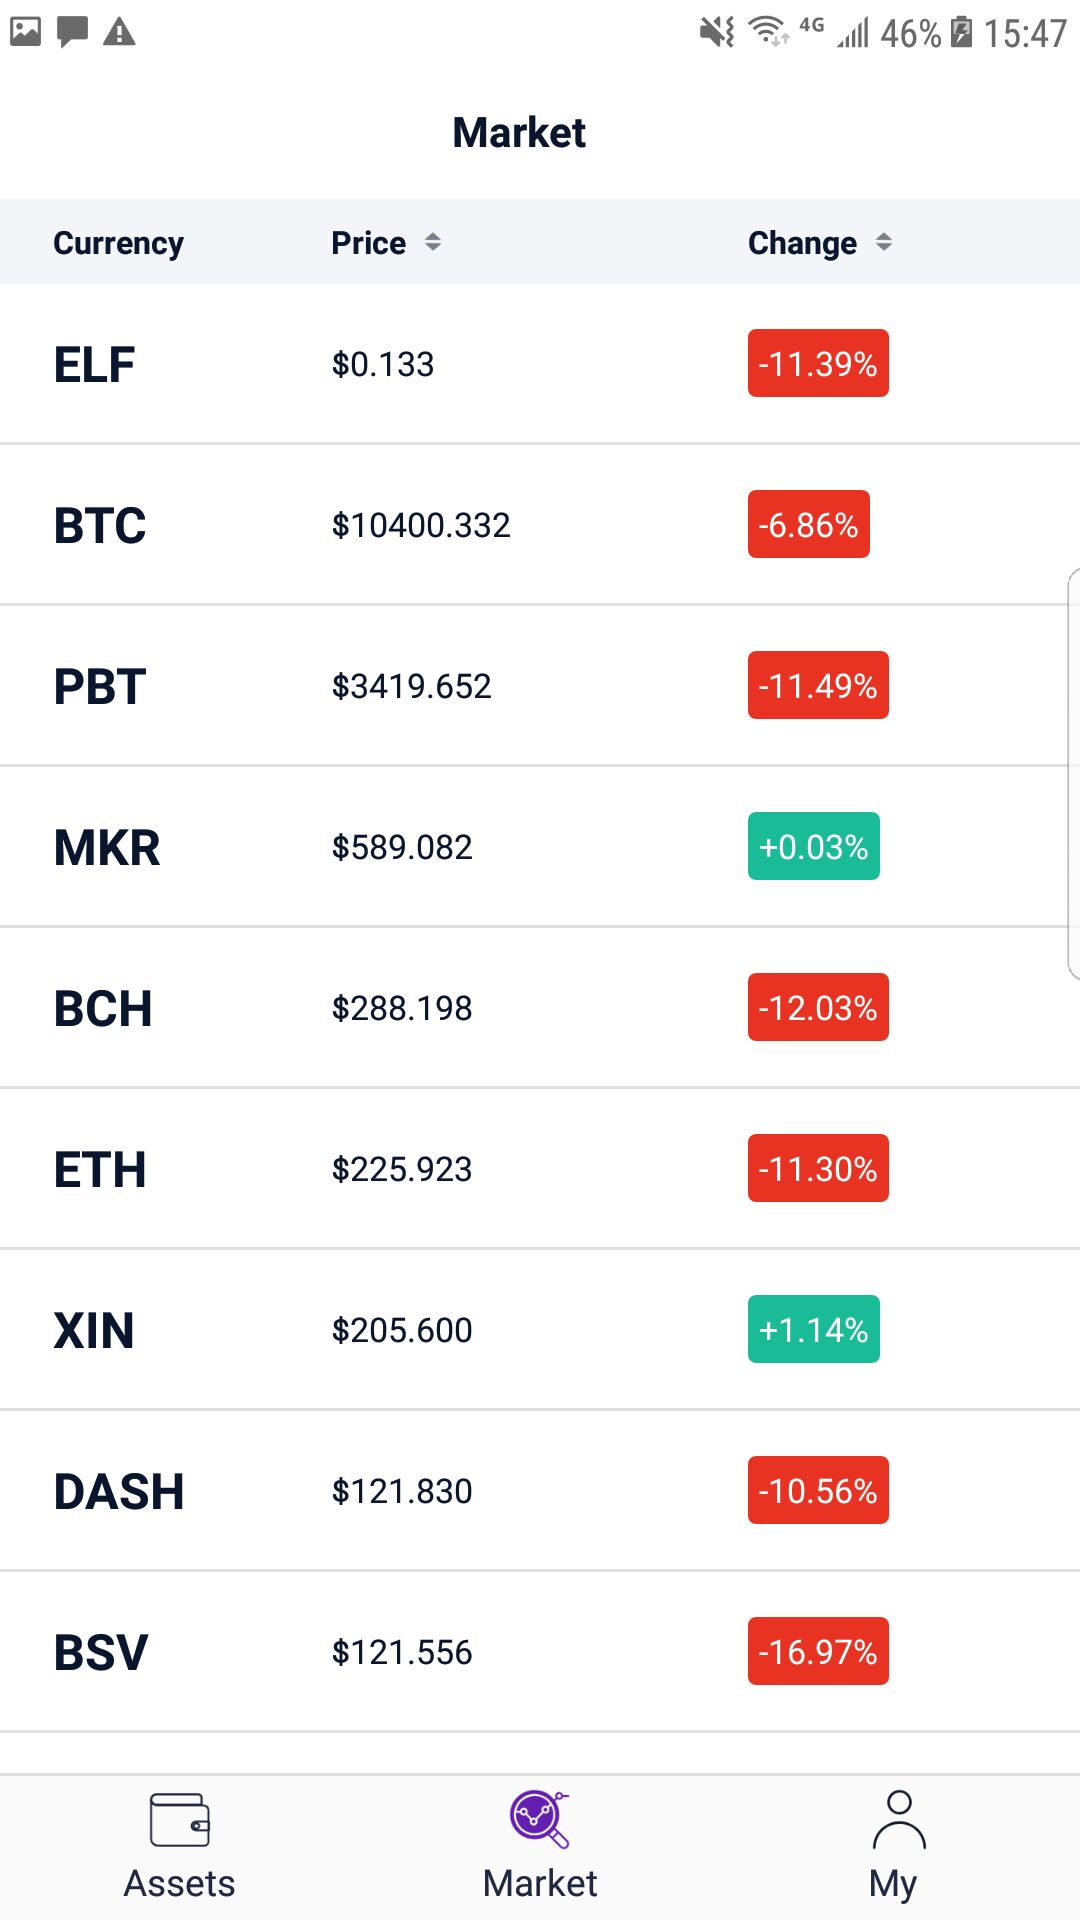 4G 46% 15:47
Market
Currency Price Change
ELF $0.133 -11.39%
BTC $10400.332 -6.86%
PBT $3419.652 -11.49%
MKR $589.082 +0.03%
BCH $288.198 -12.03%
ETH $225.923 -11.30%
XIN $205.600 +1.14%
DASH $121.830 -10.56%
BSV $121.556 -16.97%
Assets Market My